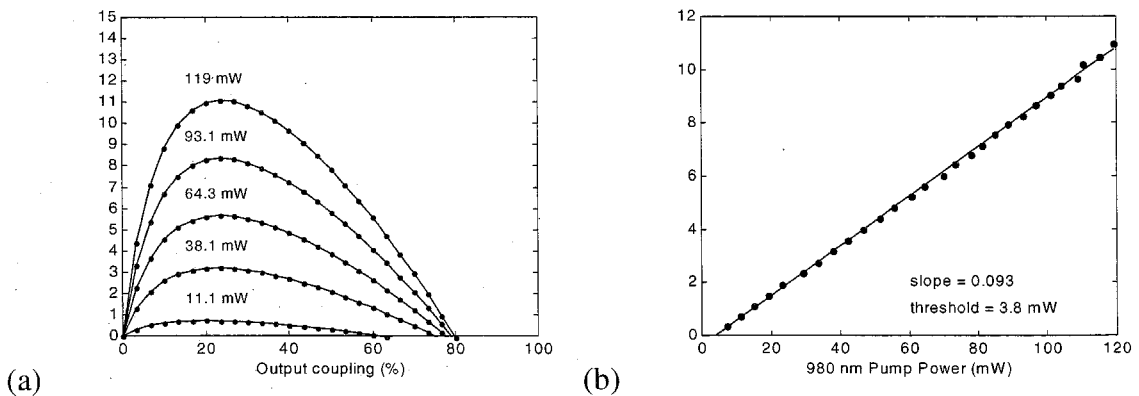 15
14
13
12
11
10
9
8
7
6
5
4
3
2
1
0
119 mW
93.1 mW
64.3 mW
38.1 mW
11.1 mW
0 20 40 60 80 100
Output coupling (%)
(a)
12
10
8
6
4
2
0
slope = 0.093
threshold = 3.8 mW
0 20 40 60 80 100 120
980 nm Pump Power (mW)
(b)